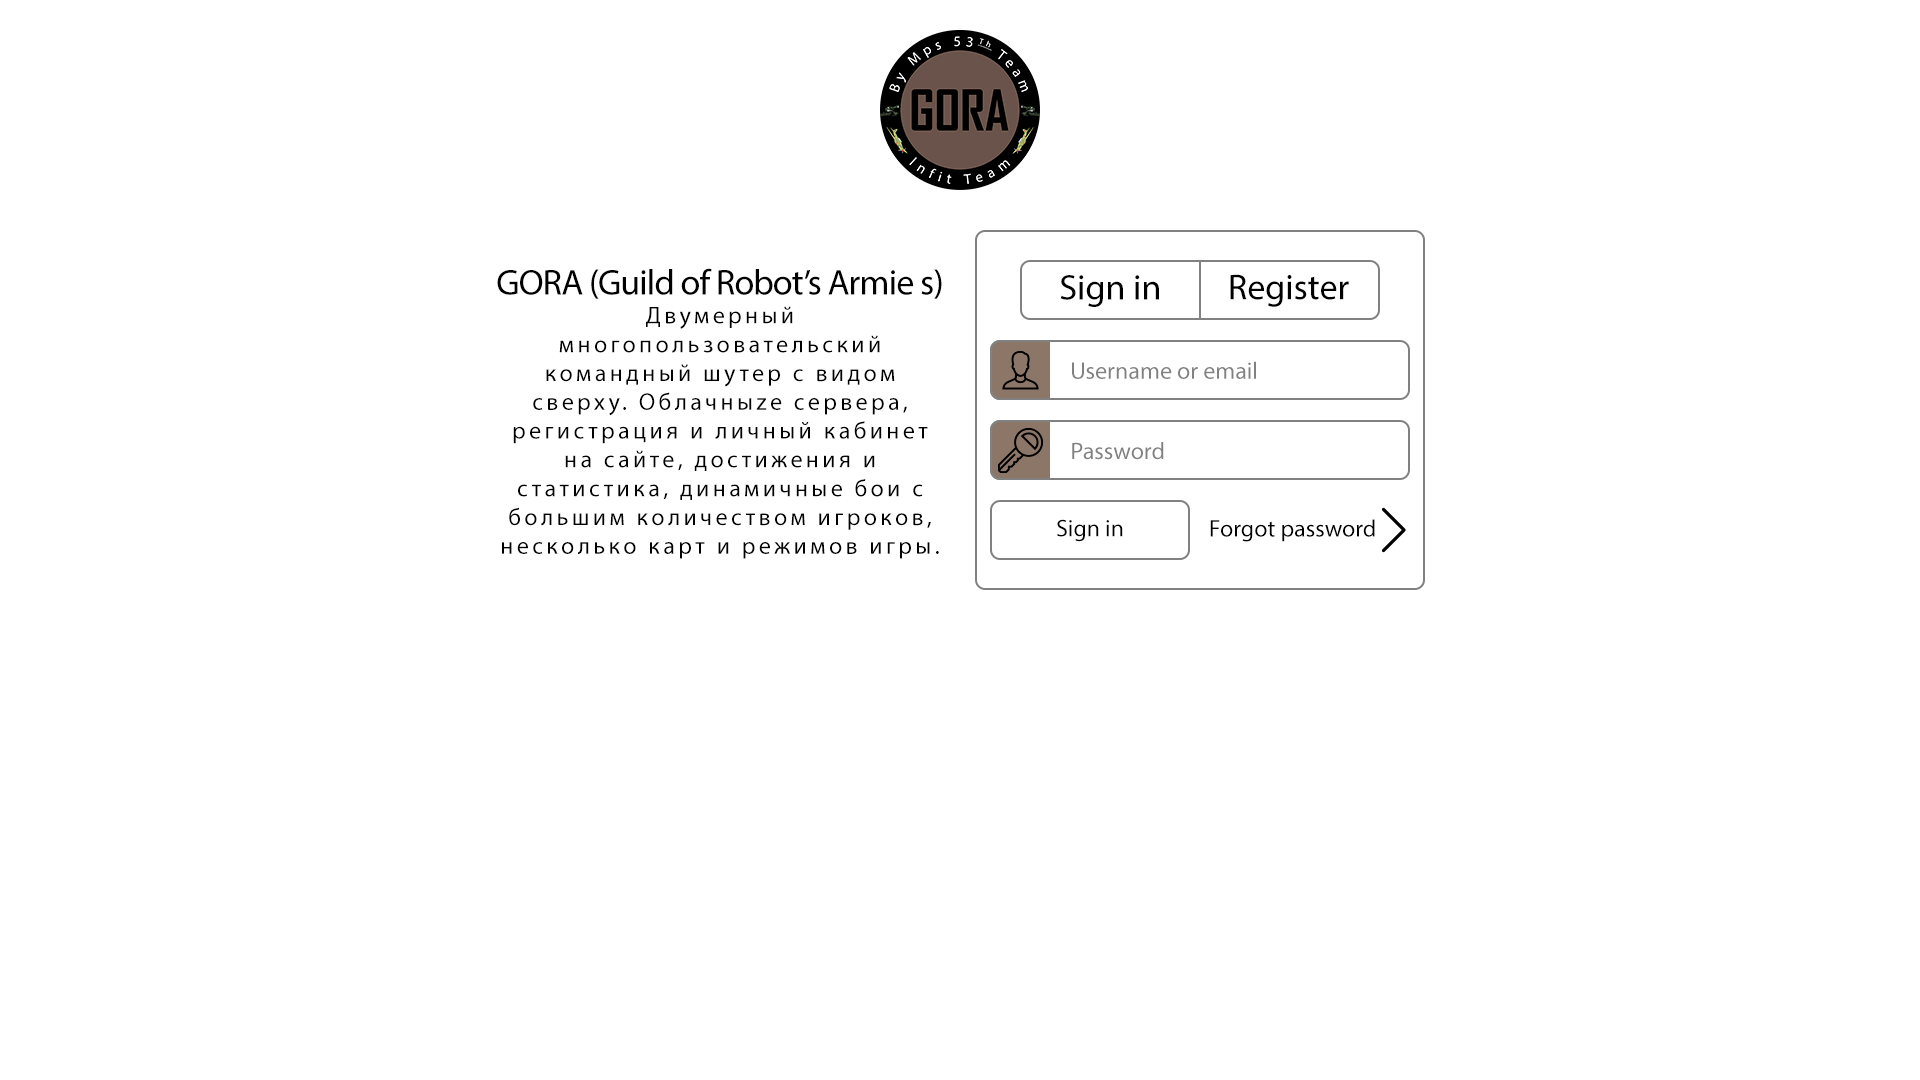 By Mps 53Th Team
GORA
Infit Team
GORA (Guild of Robot’s Armie s)
Двумерный
многопользовательский
командный шутер с видом
сверху. Облачныze сервера,
регистрация и личный кабинет
на сайте, достижения и
статистика, динамичные бои с
большим количеством игроков,
несколько карт и режимов игры.
Sign in
Register
Username or email
Password
Sign in
Forgot password